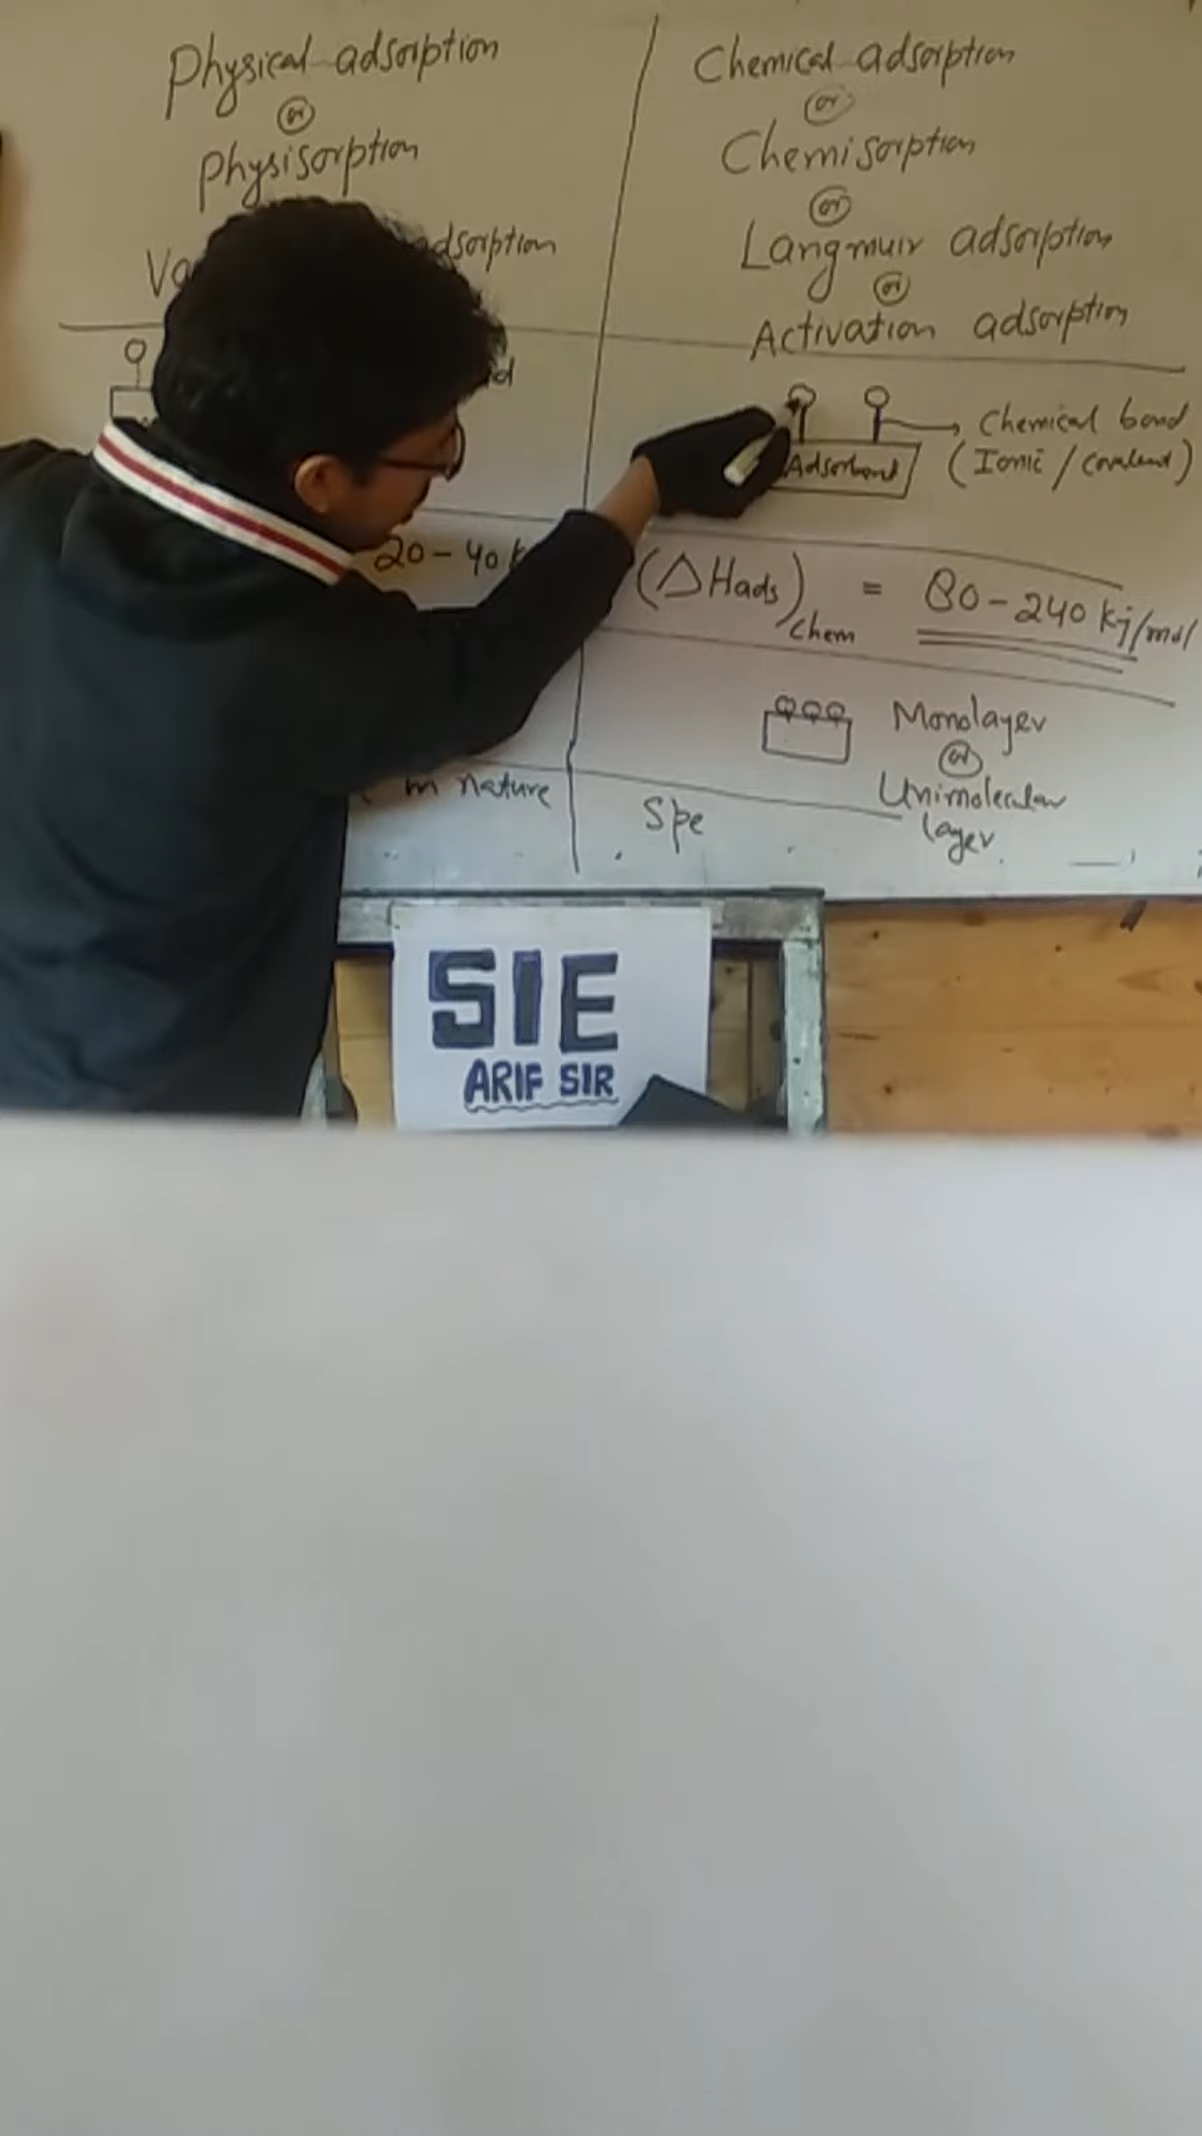 Physical adsorption
or
Physisorption
adsorption
20-40
in nature
Chemical adsorption
or
Chemisorption
or
Langmuir adsorption
or
Activation adsorption
Chemical bond
Adsorbent (Ionic / covalent)
(ΔHads)chem = 80-240 kj/mol
Monolayer
or
Unimolecular
layer
Spe
SIE
ARIF SIR